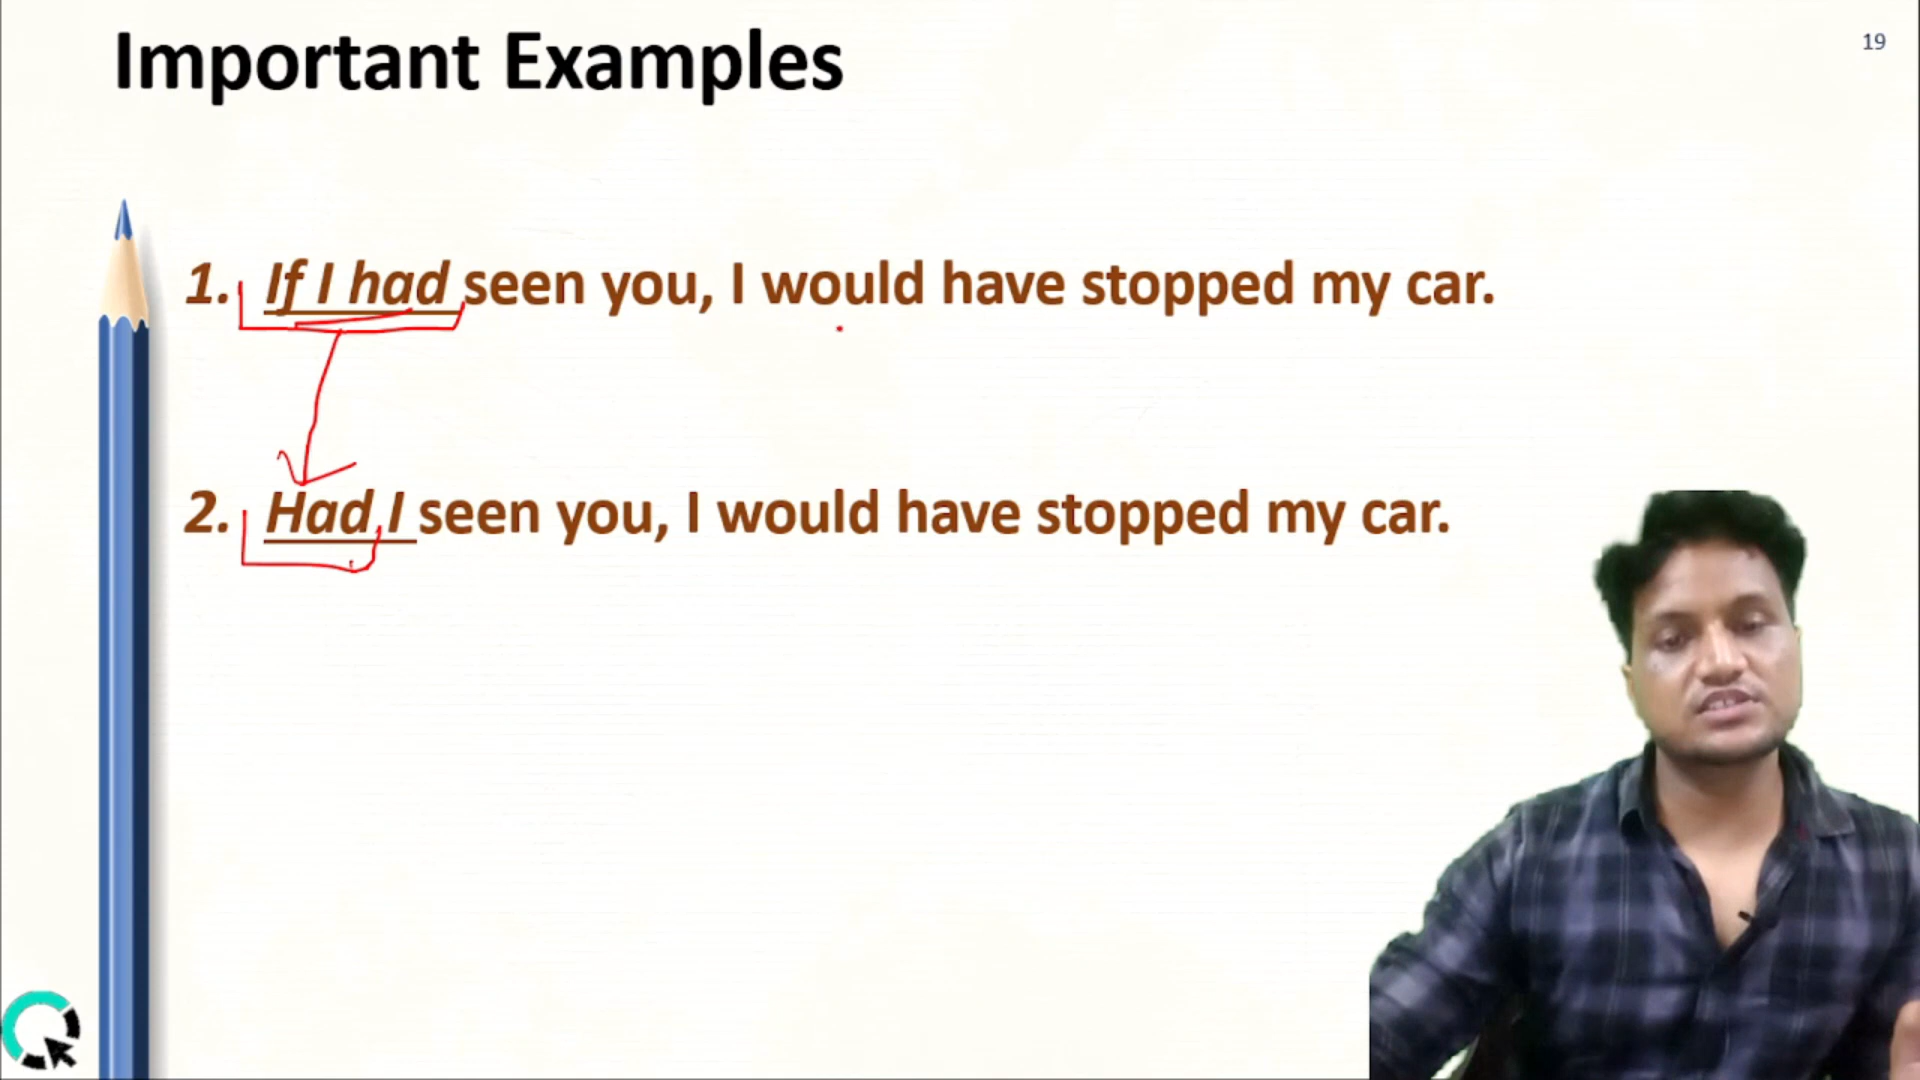 Important Examples
19
1. If I had seen you, I would have stopped my car.
2. Had I seen you, I would have stopped my car.